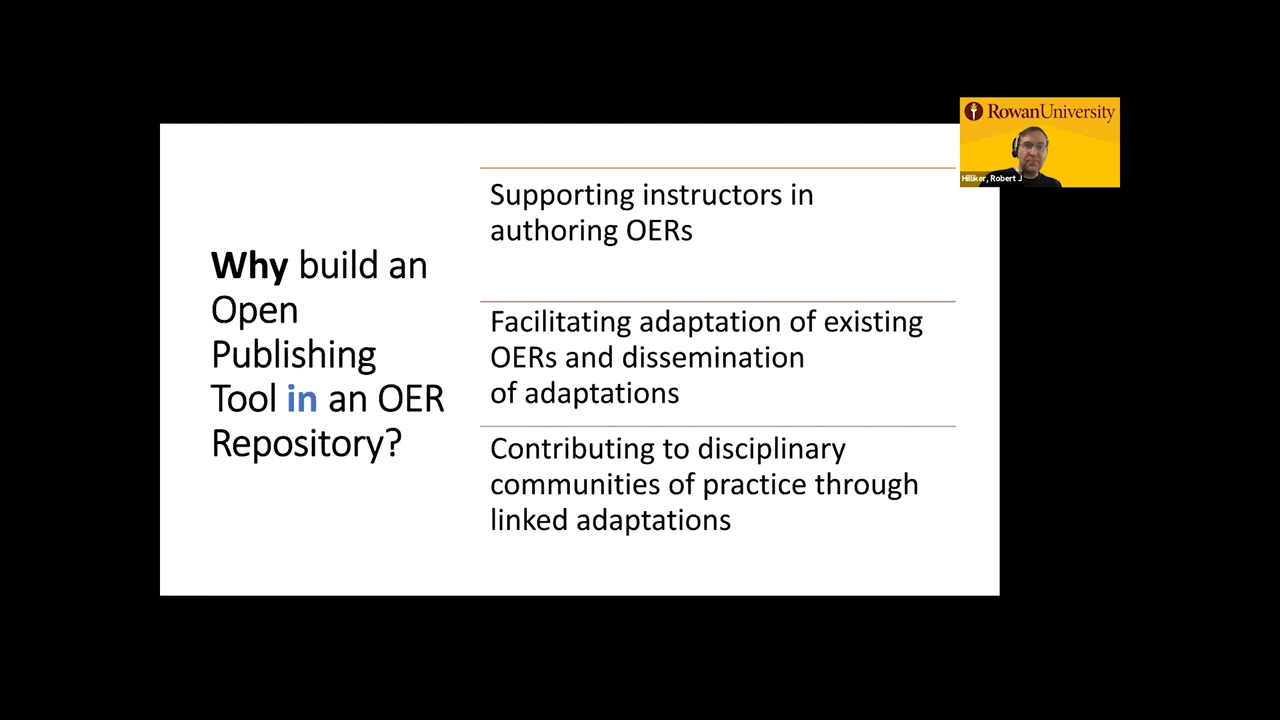 Why build an
Open
Publishing
Tool in an OER
Repository?
Supporting instructors in
authoring OERs
Facilitating adaptation of existing
OERs and dissemination
of adaptations
Contributing to disciplinary
communities of practice through
linked adaptations
RowanUniversity
Hilliker, Robert J